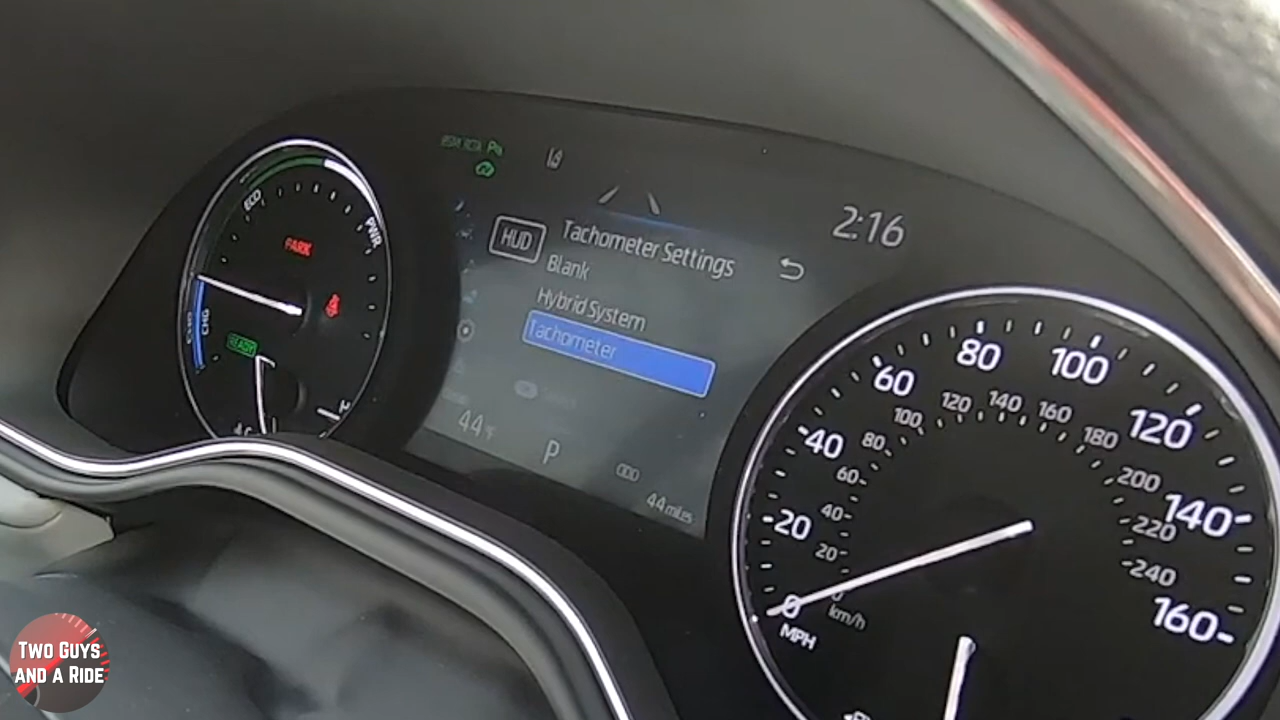 ECO
PWR
PARK
CHG
READY
H
HUD
Tachometer Settings
Blank
Hybrid System
Tachometer
2:16
44°F
P
ODO
44 miles
0
20
40
60
80
100
120
140
160
MPH
20
40
60
80
100
120
140
160
180
200
220
240
km/h
TWO GUYS
AND A RIDE